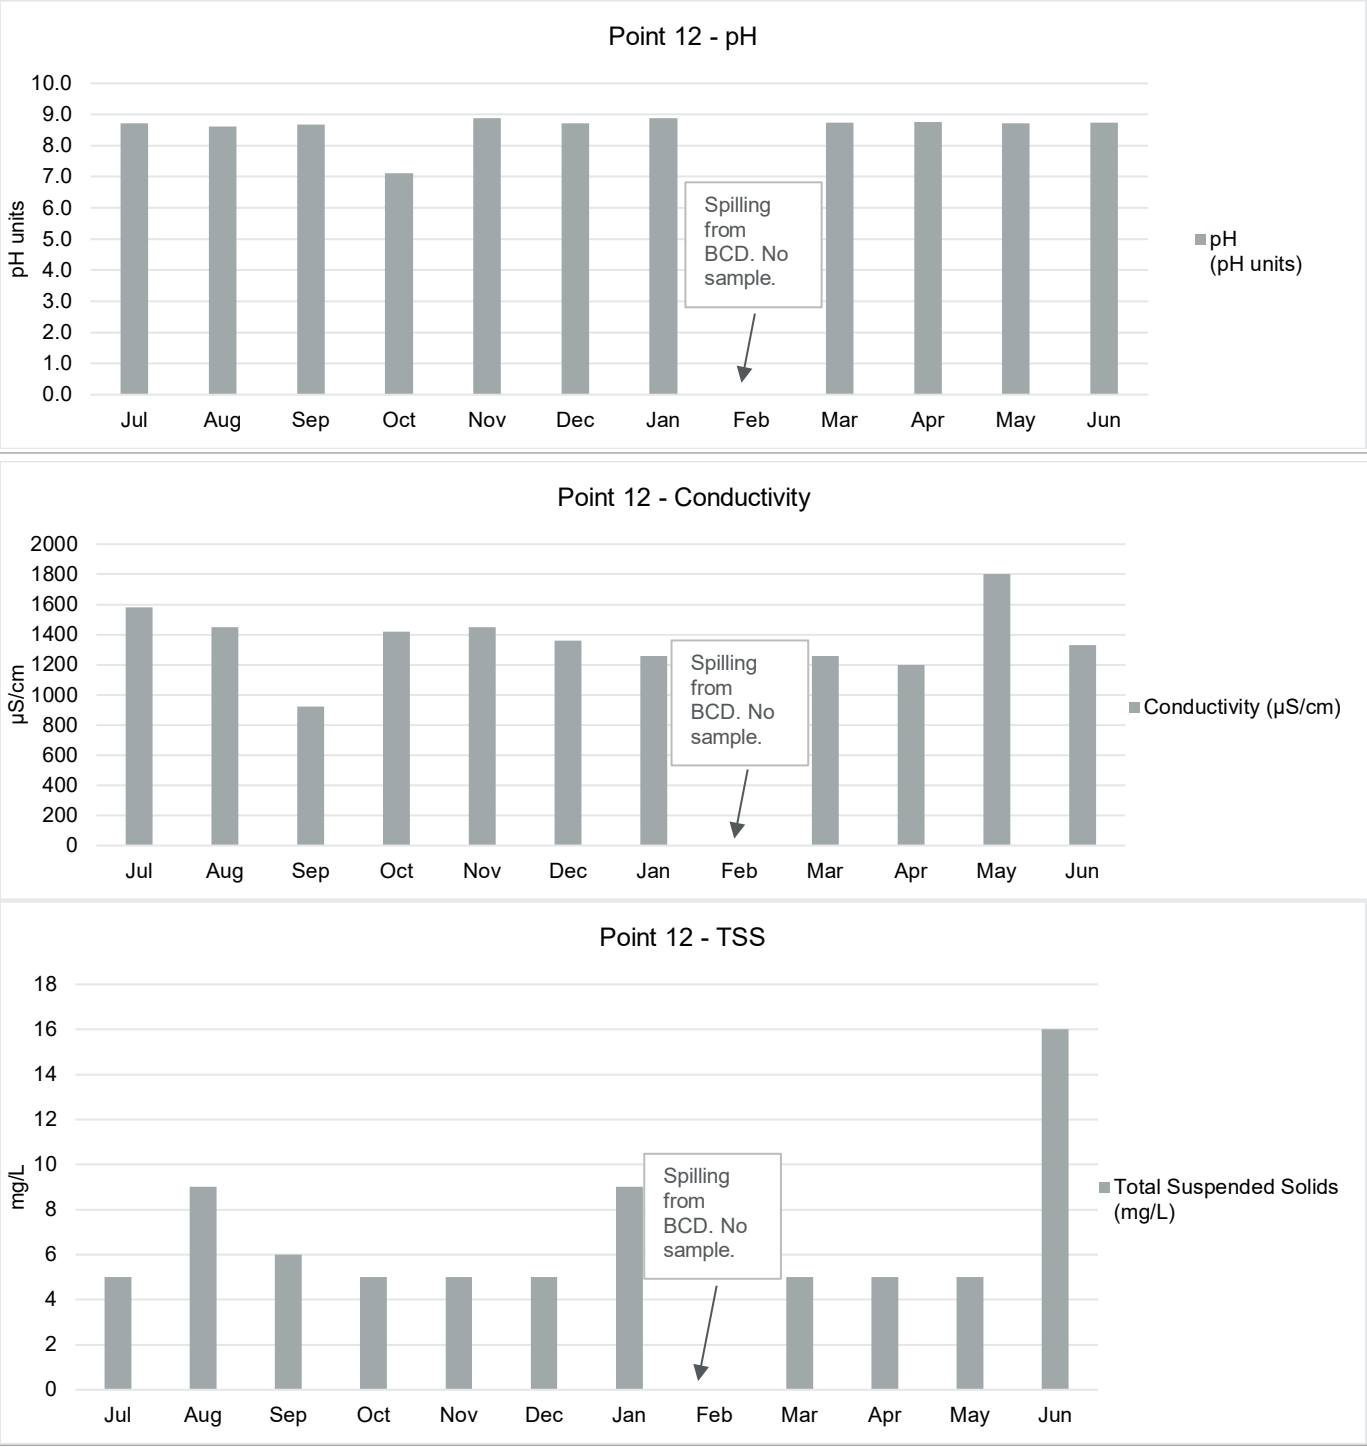 Point 12 - pH
10.0
9.0
8.0
7.0
6.0
5.0
4.0
3.0
2.0
1.0
0.0
pH units
Spilling
from
BCD. No
sample.
Jul Aug Sep Oct Nov Dec Jan Feb Mar Apr May Jun
pH
(pH units)
Point 12 - Conductivity
2000
1800
1600
1400
1200
1000
800
600
400
200
0
µS/cm
Spilling
from
BCD. No
sample.
Jul Aug Sep Oct Nov Dec Jan Feb Mar Apr May Jun
Conductivity (µS/cm)
Point 12 - TSS
18
16
14
12
10
8
6
4
2
0
mg/L
Spilling
from
BCD. No
sample.
Jul Aug Sep Oct Nov Dec Jan Feb Mar Apr May Jun
Total Suspended Solids
(mg/L)